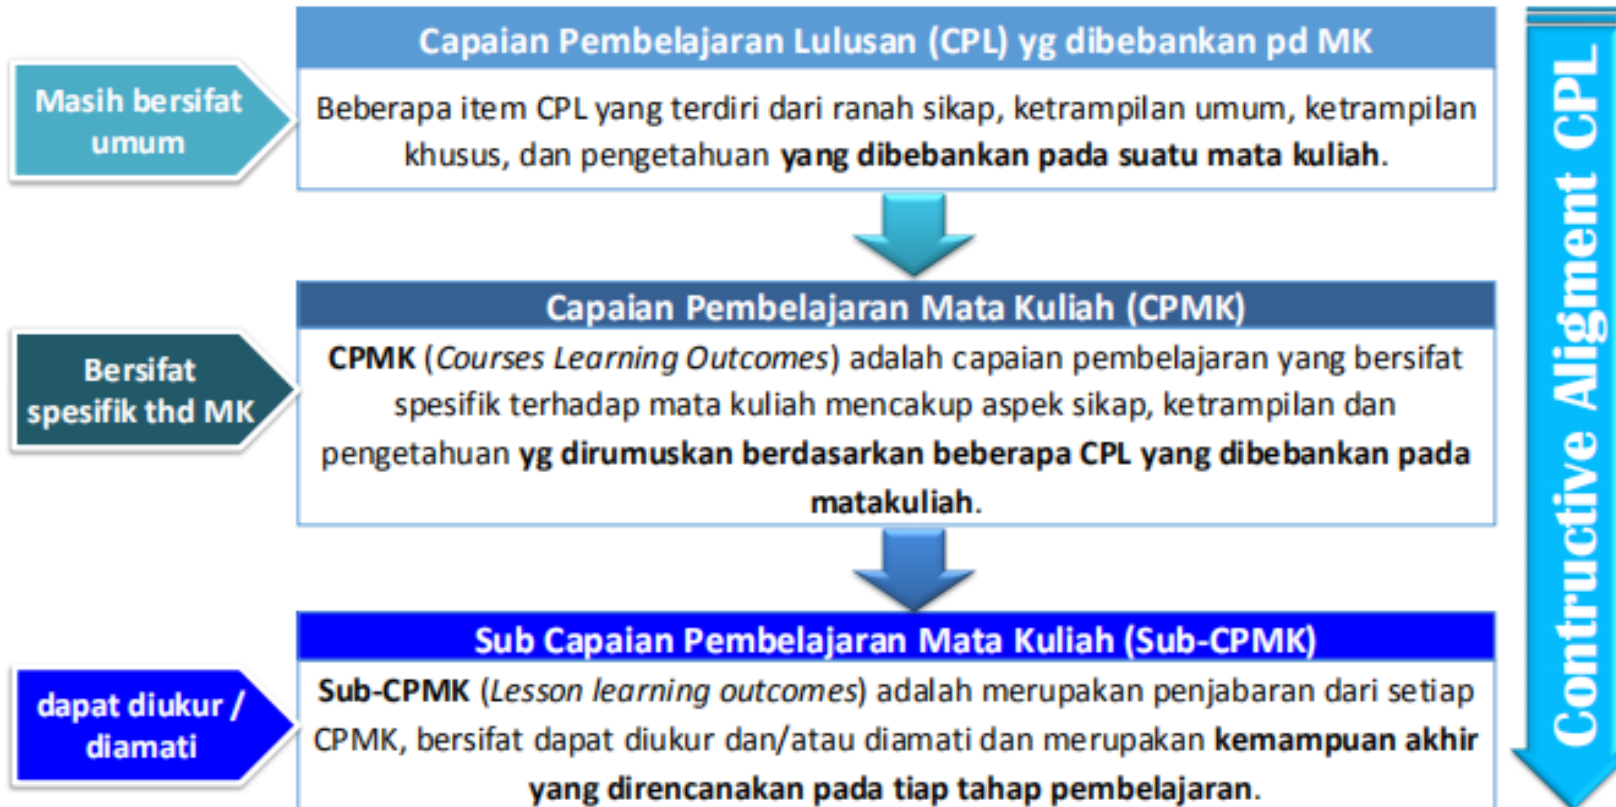 Capaian Pembelajaran Lulusan (CPL) yg dibebankan pd MK
Masih bersifat
umum
Beberapa item CPL yang terdiri dari ranah sikap, ketrampilan umum, ketrampilan
khusus, dan pengetahuan yang dibebankan pada suatu mata kuliah.
Capaian Pembelajaran Mata Kuliah (CPMK)
Bersifat
spesifik thd MK
CPMK (Courses Learning Outcomes) adalah capaian pembelajaran yang bersifat
spesifik terhadap mata kuliah mencakup aspek sikap, ketrampilan dan
pengetahuan yg dirumuskan berdasarkan beberapa CPL yang dibebankan pada
matakuliah.
Sub Capaian Pembelajaran Mata Kuliah (Sub-CPMK)
dapat diukur /
diamati
Sub-CPMK (Lesson learning outcomes) adalah merupakan penjabaran dari setiap
CPMK, bersifat dapat diukur dan/atau diamati dan merupakan kemampuan akhir
yang direncanakan pada tiap tahap pembelajaran.
Contructive Aligment CPL